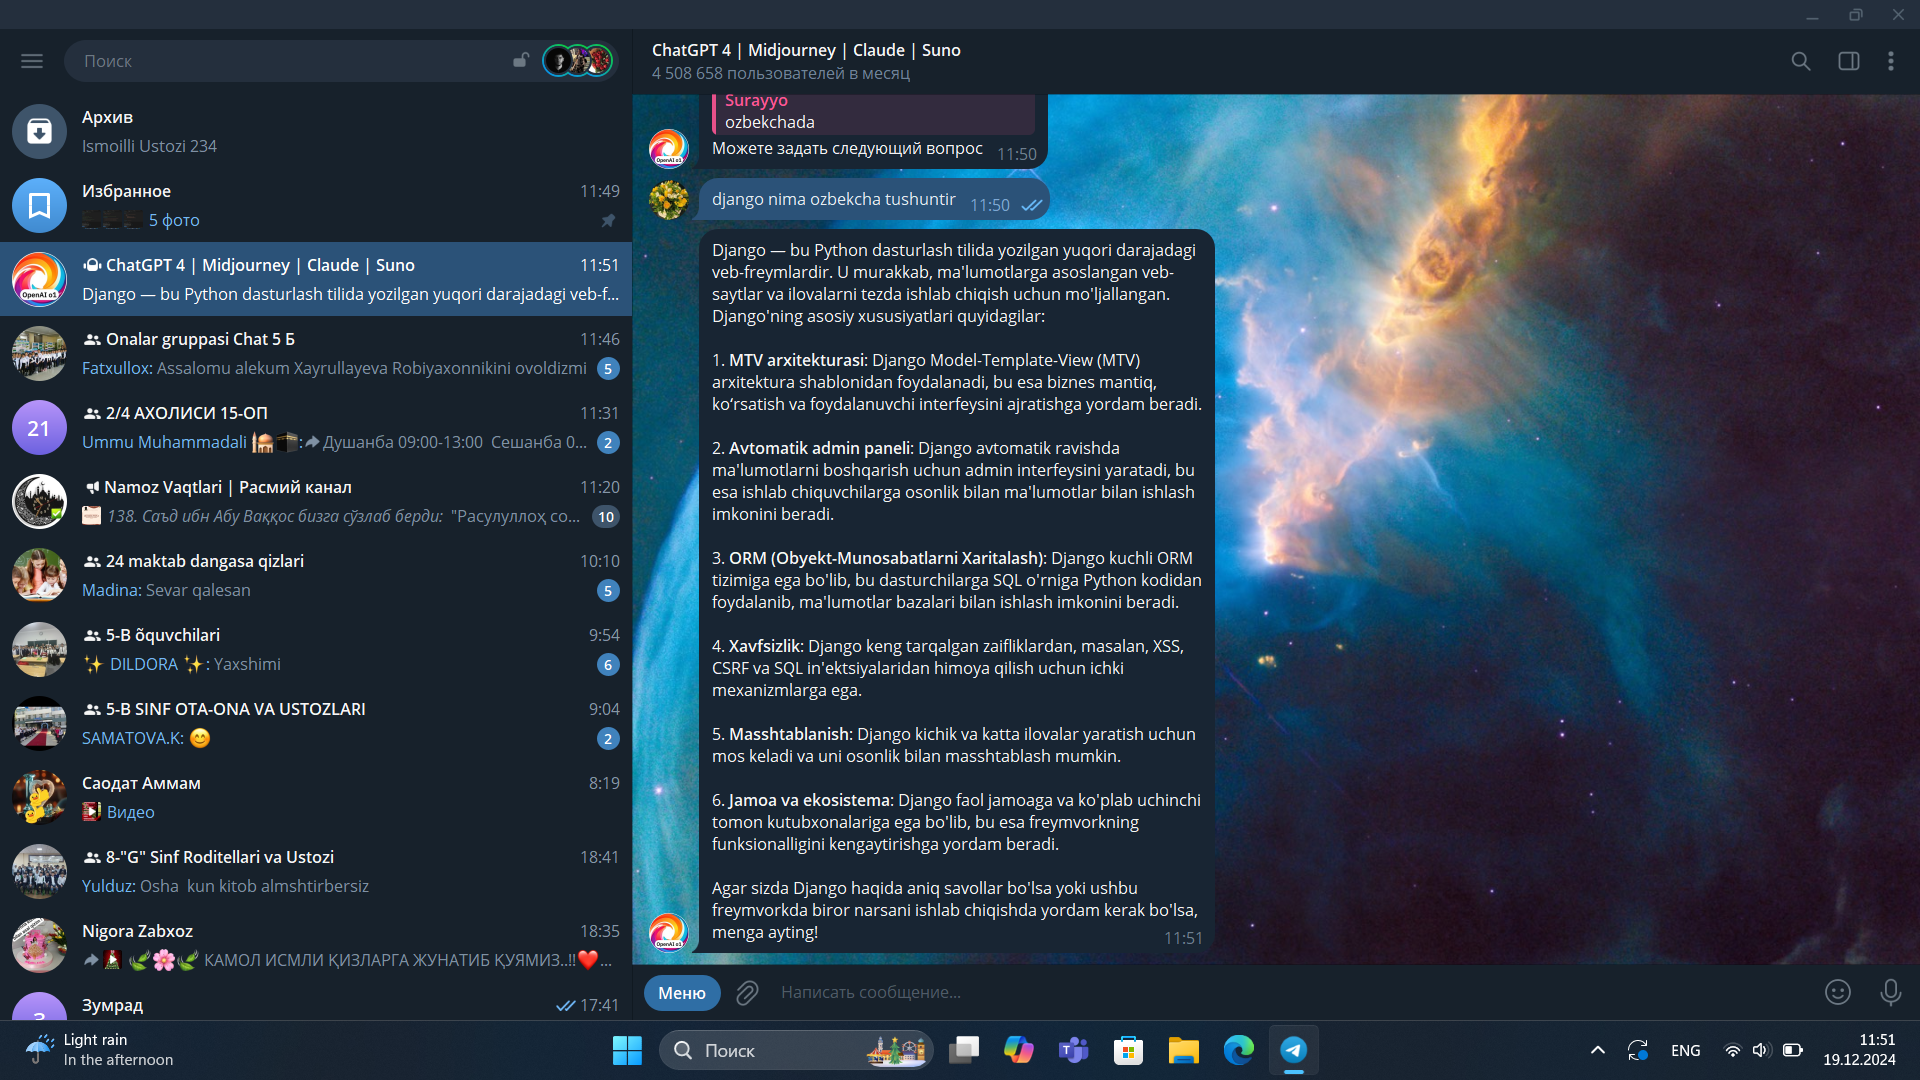 Поиск
Архив
Ismoilli Ustozi 234
Избранное 11:49
5 фото
ChatGPT 4 | Midjourney | Claude | Suno 11:51
Django — bu Python dasturlash tilida yozilgan yuqori darajadagi veb-f...
Onalar gruppasi Chat 5 Б 11:46
Fatxullox: Assalomu alekum Xayrullayeva Robiyaxonnikini ovoldizmi 5
21
2/4 АХОЛИСИ 15-ОП 11:31
Ummu Muhammadali 🕌🕋: Душанба 09:00-13:00 Сешанба 0... 2
Namoz Vaqtlari | Расмий канал 11:20
138. Саъд ибн Абу Ваққос бизга сўзлаб берди: "Расулуллоҳ со... 10
24 maktab dangasa qizlari 10:10
Madina: Sevar qalesan 5
5-B õquvchilari 9:54
✨ DILDORA ✨: Yaxshimi 6
5-B SINF OTA-ONA VA USTOZLARI 9:04
SAMATOVA.K: 😊 2
Саодат Аммам 8:19
Видео
8-"G" Sinf Roditellari va Ustozi 18:41
Yulduz: Osha kun kitob almshtirbersiz
Nigora Zabxoz 18:35
🌿🌸🌿 КАМОЛ ИСМЛИ ҚИЗЛАРГА ЖУНАТИБ ҚУЯМИЗ..!!❤️...
З
Зумрад 17:41
ChatGPT 4 | Midjourney | Claude | Suno
4 508 658 пользователей в месяц
Surayyo
ozbekchada
Можете задать следующий вопрос 11:50
OpenAI o1
django nima ozbekcha tushuntir 11:50
Django — bu Python dasturlash tilida yozilgan yuqori darajadagi
veb-freymlardir. U murakkab, ma'lumotlarga asoslangan veb-
saytlar va ilovalarni tezda ishlab chiqish uchun mo'ljallangan.
Django'ning asosiy xususiyatlari quyidagilar:
1. MTV arxitekturasi: Django Model-Template-View (MTV)
arxitektura shablonidan foydalanadi, bu esa biznes mantiq,
ko‘rsatish va foydalanuvchi interfeysini ajratishga yordam beradi.
2. Avtomatik admin paneli: Django avtomatik ravishda
ma'lumotlarni boshqarish uchun admin interfeysini yaratadi, bu
esa ishlab chiquvchilarga osonlik bilan ma'lumotlar bilan ishlash
imkonini beradi.
3. ORM (Obyekt-Munosabatlarni Xaritalash): Django kuchli ORM
tizimiga ega bo'lib, bu dasturchilarga SQL o'rniga Python kodidan
foydalanib, ma'lumotlar bazalari bilan ishlash imkonini beradi.
4. Xavfsizlik: Django keng tarqalgan zaifliklardan, masalan, XSS,
CSRF va SQL in'ektsiyalaridan himoya qilish uchun ichki
mexanizmlarga ega.
5. Masshtablanish: Django kichik va katta ilovalar yaratish uchun
mos keladi va uni osonlik bilan masshtablash mumkin.
6. Jamoa va ekosistema: Django faol jamoaga va ko'plab uchinchi
tomon kutubxonalariga ega bo'lib, bu esa freymvorkning
funksionalligini kengaytirishga yordam beradi.
Agar sizda Django haqida aniq savollar bo'lsa yoki ushbu
freymvorkda biror narsani ishlab chiqishda yordam kerak bo'lsa,
menga ayting! 11:51
OpenAI o1
Меню
Написать сообщение...
Light rain
In the afternoon
Поиск
ENG
11:51
19.12.2024